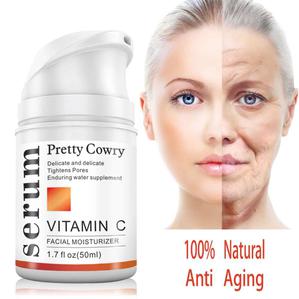 serum
Pretty Cowry
Delicate and delicate
Tightens Pores
Enduring water supplemend
VITAMIN C
FACIAL MOISTURIZER
1.7 fl oz(50ml)
100% Natural
Anti Aging